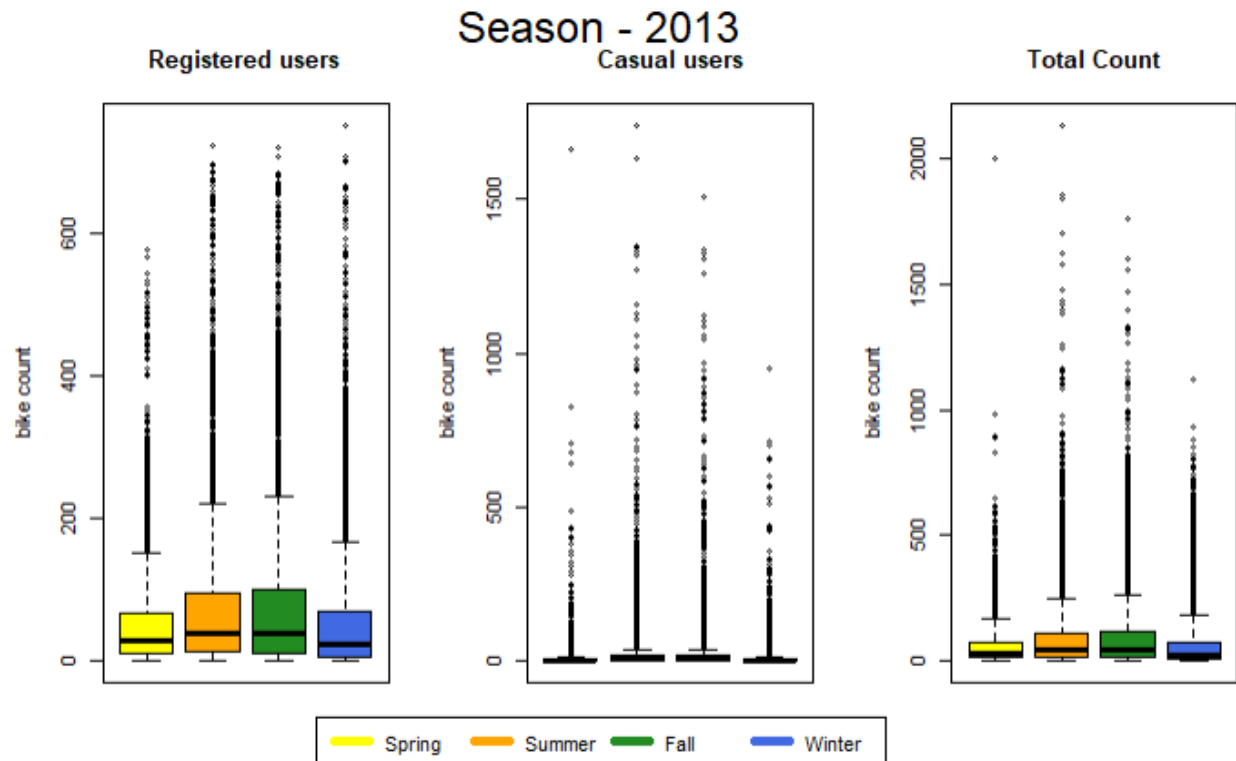 Season - 2013
Registered users
Casual users
Total Count
bike count
0
200
400
600
bike count
0
500
1000
1500
bike count
0
500
1000
1500
2000
Spring Summer Fall Winter